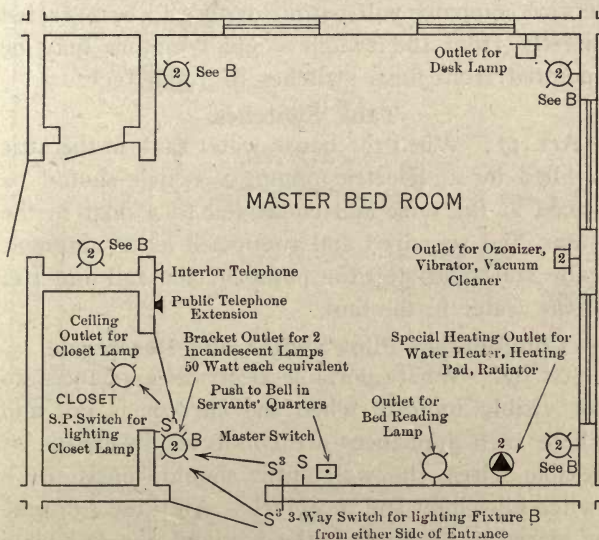 Outlet for
Desk Lamp
2 See B
2
See B
MASTER BED ROOM
2 See B
Interior Telephone
Public Telephone
Extension
Outlet for Ozonizer,
Vibrator, Vacuum
Cleaner
2
Ceiling
Outlet for
Closet Lamp
CLOSET
S.P. Switch for
lighting
Closet Lamp
S1
Bracket Outlet for 2
Incandescent Lamps
50 Watt each equivalent
2 B
Push to Bell in
Servants' Quarters
Master Switch
S3 S
Outlet for
Bed Reading
Lamp
Special Heating Outlet for
Water Heater, Heating
Pad, Radiator
2
2
See B
S3 3-Way Switch for lighting Fixture B
from either Side of Entrance